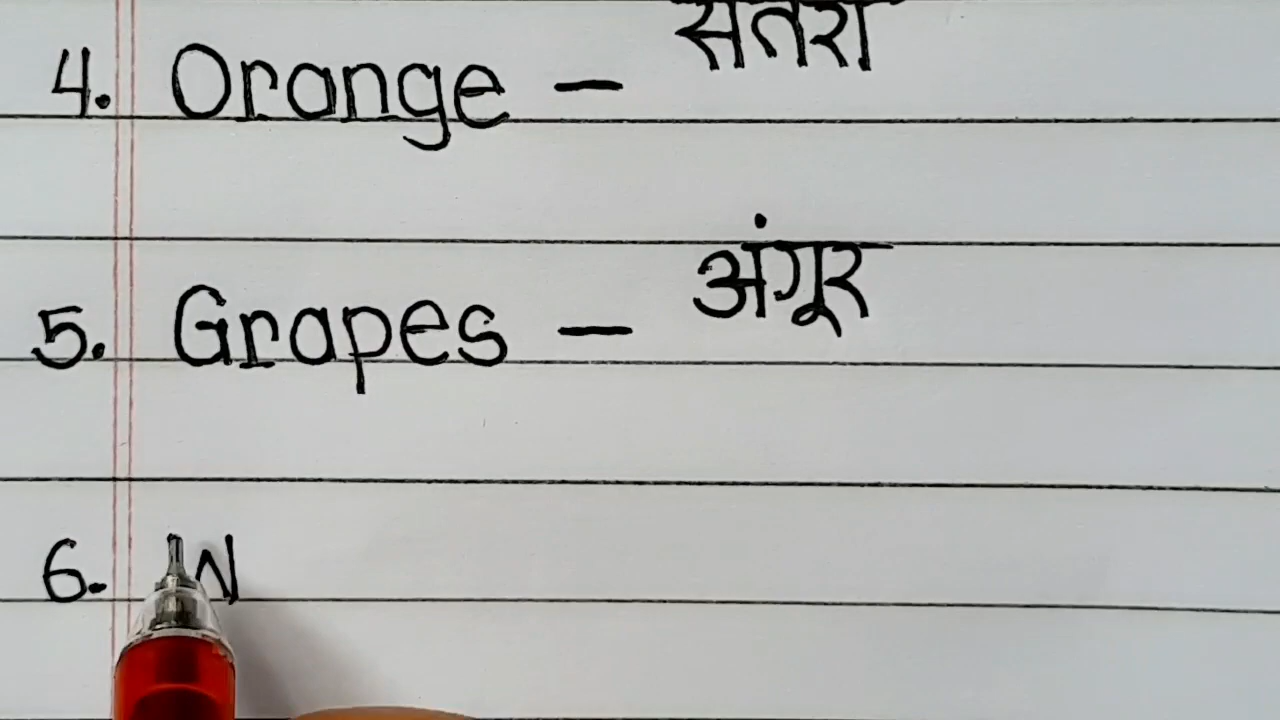 4. Orange – संतरा
5. Grapes – अंगूर
6.